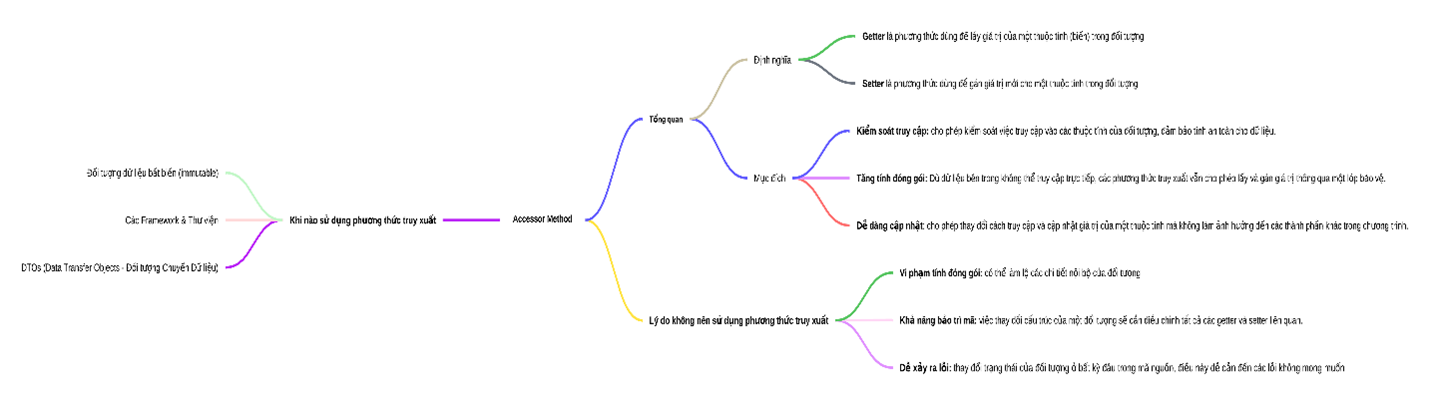 Getter là phương thức dùng để lấy giá trị của một thuộc tính (biến) trong đối tượng
Định nghĩa
Setter là phương thức dùng để gán giá trị mới cho một thuộc tính trong đối tượng
Tổng quan
Kiểm soát truy cập: cho phép kiểm soát việc truy cập vào các thuộc tính của đối tượng, đảm bảo tính an toàn cho dữ liệu.
Mục đích
Tăng tính đóng gói: Dù dữ liệu bên trong không thể truy cập trực tiếp, các phương thức truy xuất vẫn cho phép lấy và gán giá trị thông qua một lớp bảo vệ.
Dễ dàng cập nhật: cho phép thay đổi cách truy cập và cập nhật giá trị của một thuộc tính mà không làm ảnh hưởng đến các thành phần khác trong chương trình.
Đối tượng dữ liệu bất biến (immutable)
Các Framework & Thư viện
Khi nào sử dụng phương thức truy xuất
Accessor Method
DTOs (Data Transfer Objects - Đối tượng Chuyển Dữ liệu)
Vi phạm tính đóng gói: có thể làm lộ các chi tiết nội bộ của đối tượng
Lý do không nên sử dụng phương thức truy xuất
Khả năng bảo trì mã: việc thay đổi cấu trúc của một đối tượng sẽ cần điều chỉnh tất cả các getter và setter liên quan.
Dễ xảy ra lỗi: thay đổi trạng thái của đối tượng ở bất kỳ đâu trong mã nguồn, điều này dễ dẫn đến các lỗi không mong muốn